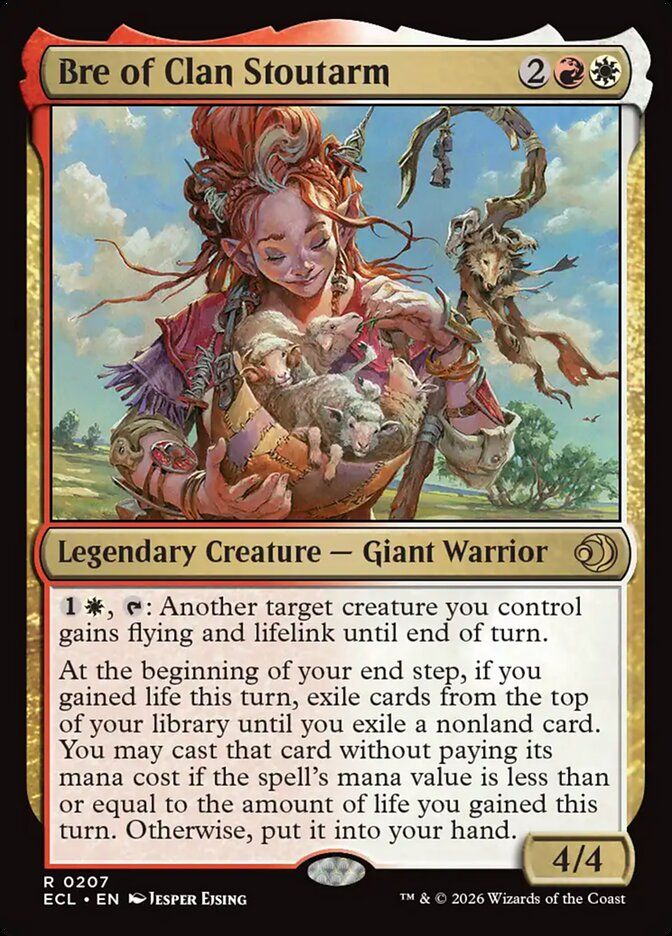 Bre of Clan Stoutarm 2
Legendary Creature — Giant Warrior
1, : Another target creature you control
gains flying and lifelink until end of turn.
At the beginning of your end step, if you
gained life this turn, exile cards from the top
of your library until you exile a nonland card.
You may cast that card without paying its
mana cost if the spell's mana value is less than
or equal to the amount of life you gained this
turn. Otherwise, put it into your hand.
4/4
R 0207
ECL • EN Jesper Ejsing
™ & © 2026 Wizards of the Coast